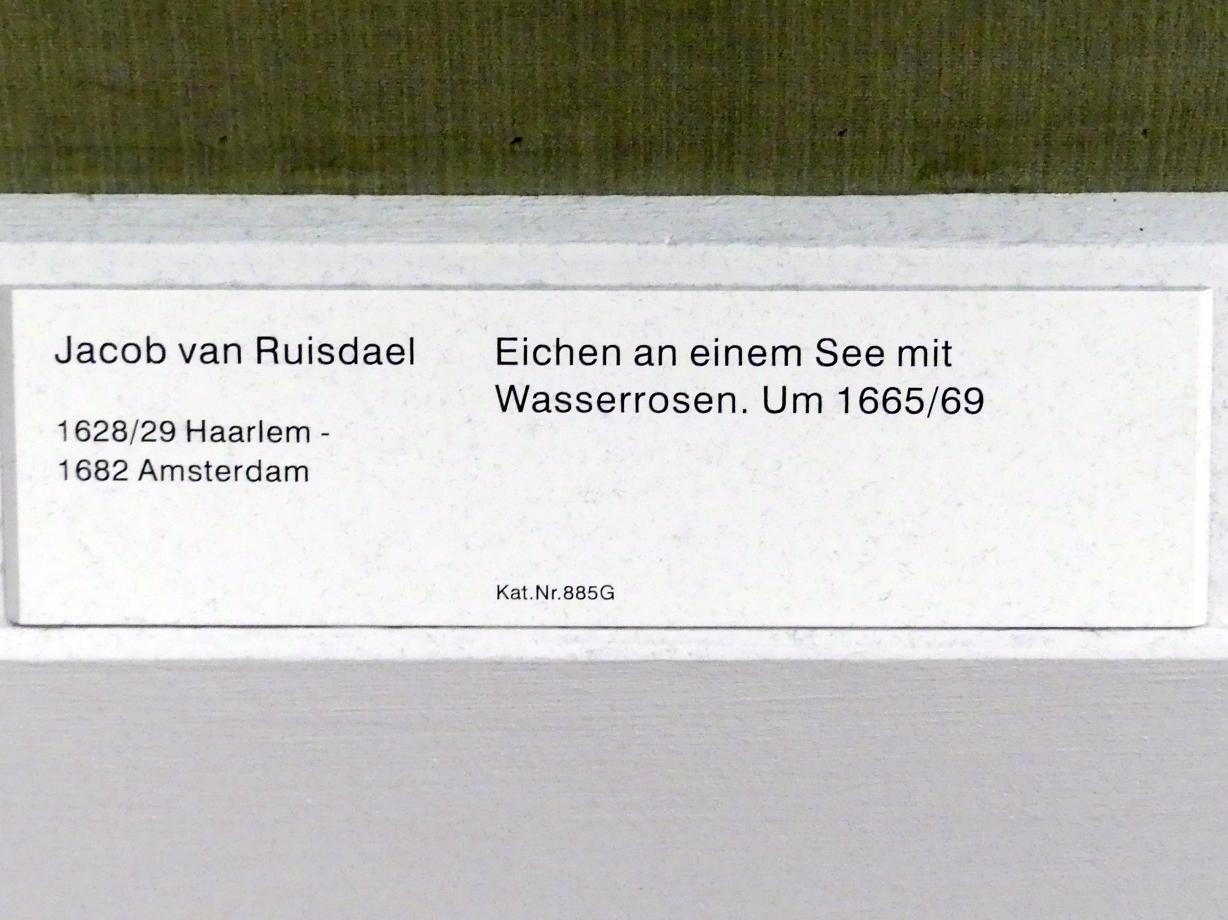 Jacob van Ruisdael
1628/29 Haarlem -
1682 Amsterdam
Eichen an einem See mit
Wasserrosen. Um 1665/69
Kat.Nr.885G